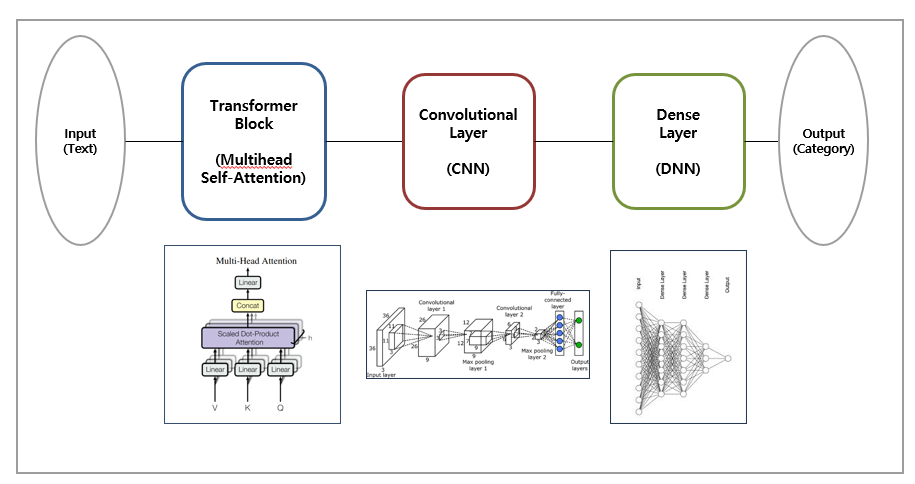 Input
(Text)
Transformer
Block
(Multihead
Self-Attention)
Convolutional
Layer
(CNN)
Dense
Layer
(DNN)
Output
(Category)
Multi-Head Attention
Linear
Concat
Scaled Dot-Product
Attention
h
Linear
Linear
Linear
V
K
Q
36
11
11
36
3
Input layer
Convolutional
layer 1
26
26
3
3
9
12
12
9
9
Max pooling
layer 1
Convolutional
layer 2
3
2
2
3
Max pooling
layer 2
Fully-
connected
layer
Output
layers
Input
Dense Layer
Dense Layer
Dense Layer
Output